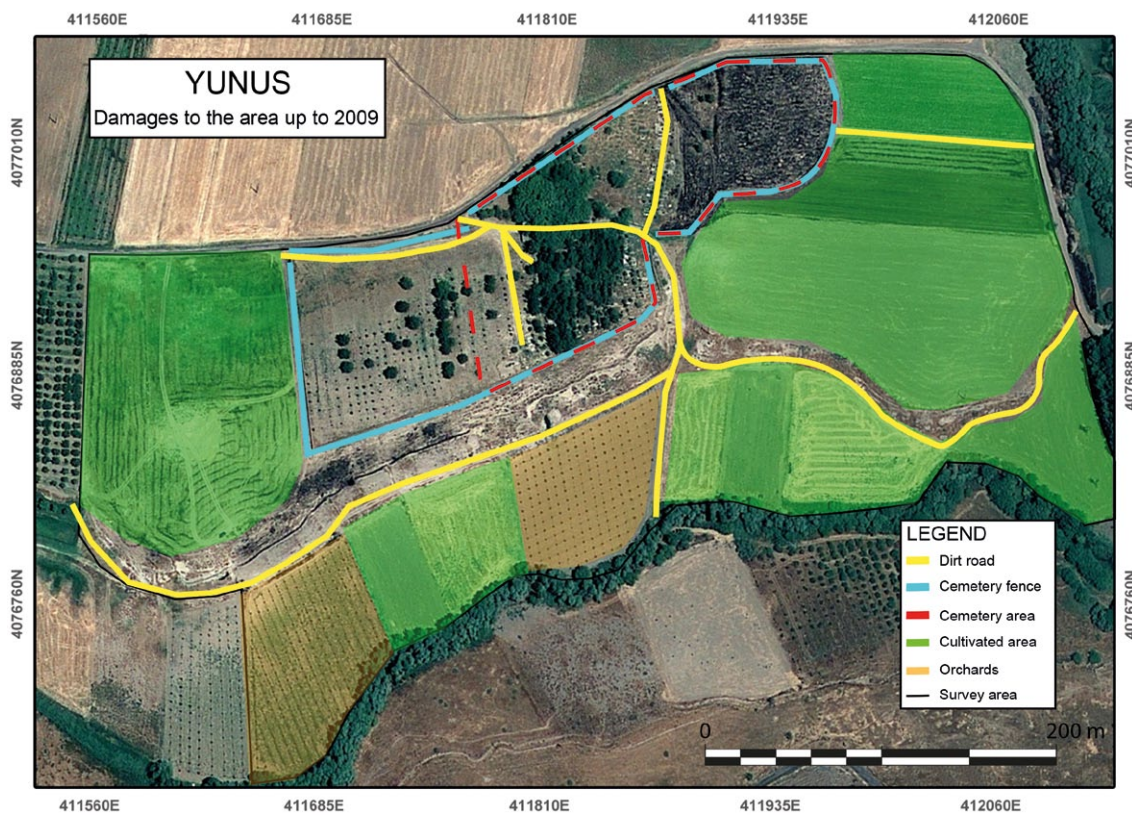 411560E
411685E
411810E
411935E
412060E
YUNUS
Damages to the area up to 2009
4077010N
4077010N
4076885N
4076885N
4076760N
4076760N
LEGEND
Dirt road
Cemetery fence
Cemetery area
Cultivated area
Orchards
Survey area
0
200 m
411560E
411685E
411810E
411935E
412060E